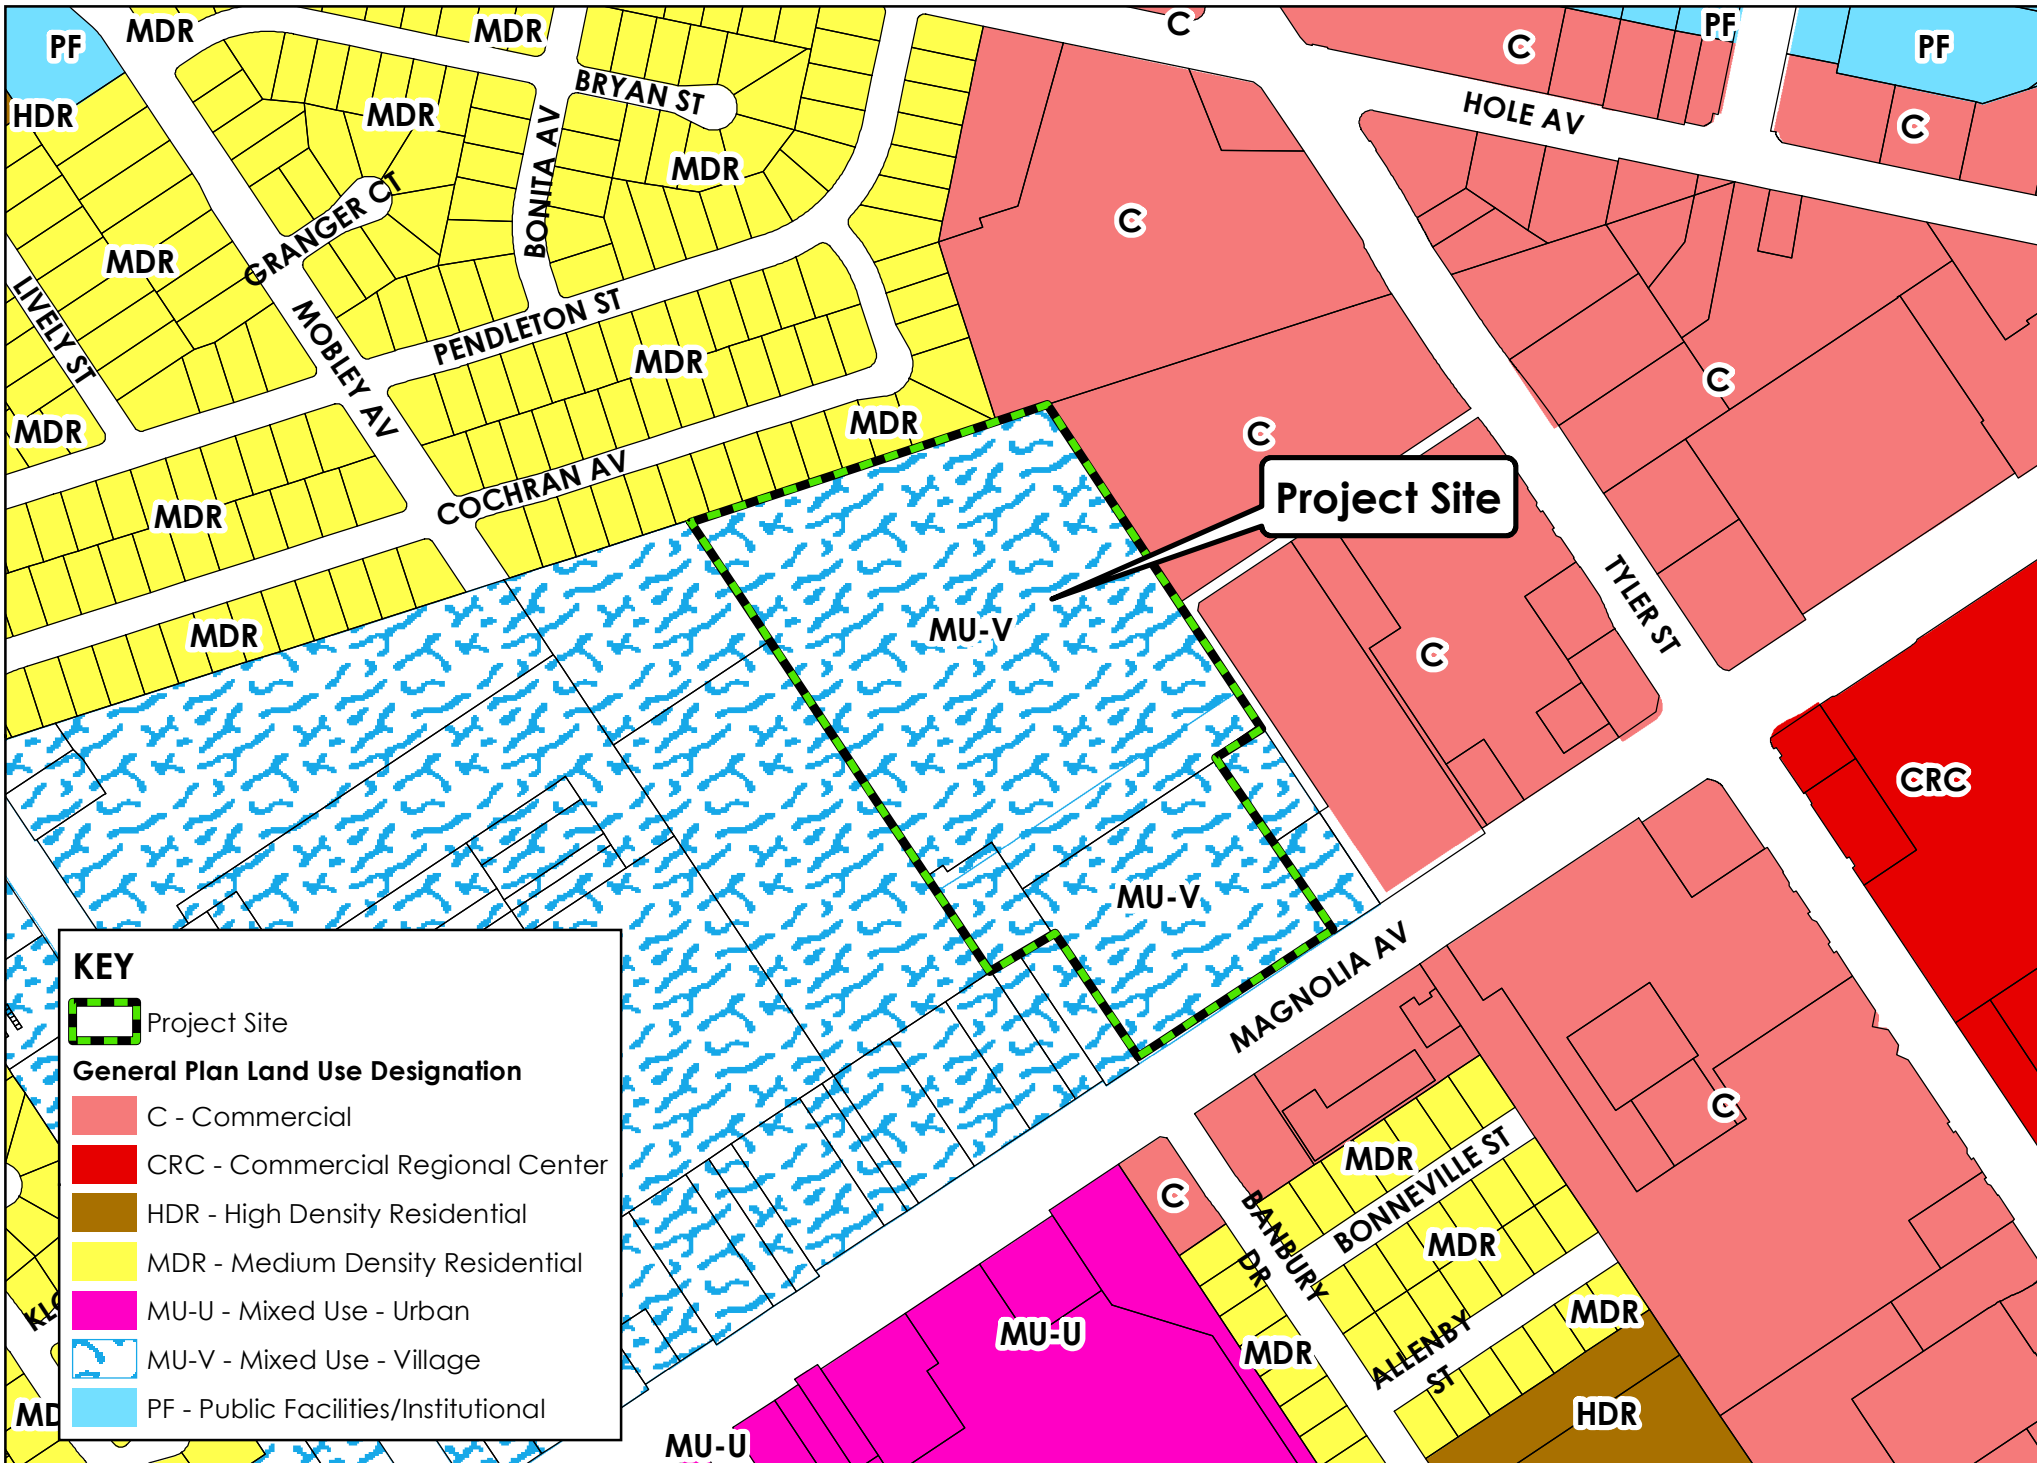 PF
MDR
MDR
C
C
PF
PF
HDR
MDR
BRYAN ST
HOLE AV
C
BONITA AV
MDR
GRANGER CT
C
MDR
LIVELY ST
MOBLEY AV
PENDLETON ST
MDR
C
MDR
MDR
C
COCHRAN AV
Project Site
MDR
MDR
MU-V
TYLER ST
C
CRC
MU-V
MAGNOLIA AV
C
MDR
BONNEVILLE ST
C
BANBURY
DR
MDR
MDR
ALLENBY
ST
MU-U
MDR
HDR
MU-U
KEY
Project Site
General Plan Land Use Designation
C - Commercial
CRC - Commercial Regional Center
HDR - High Density Residential
MDR - Medium Density Residential
MU-U - Mixed Use - Urban
MU-V - Mixed Use - Village
PF - Public Facilities/Institutional